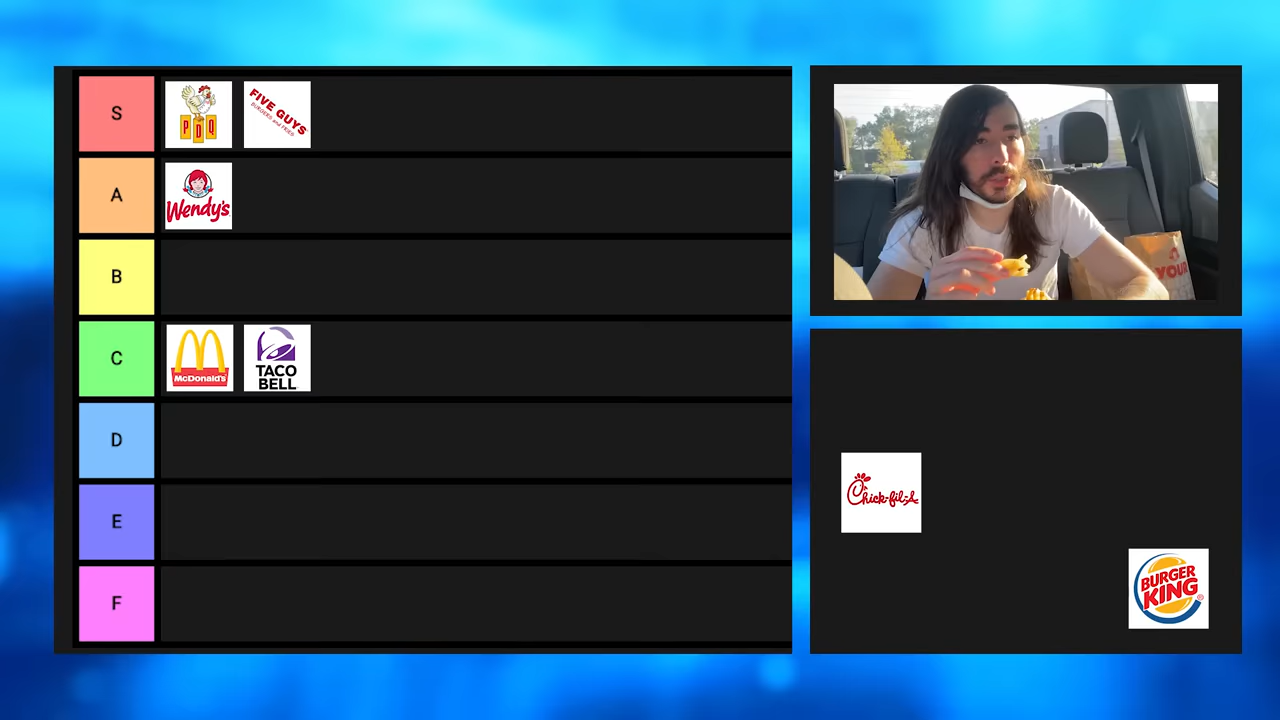 S
PDQ
FIVE GUYS
BURGERS and FRIES
A
Wendy's
B
C
McDonald's
TACO
BELL
D
E
F
YOUR
Chick-fil-A
BURGER
KING